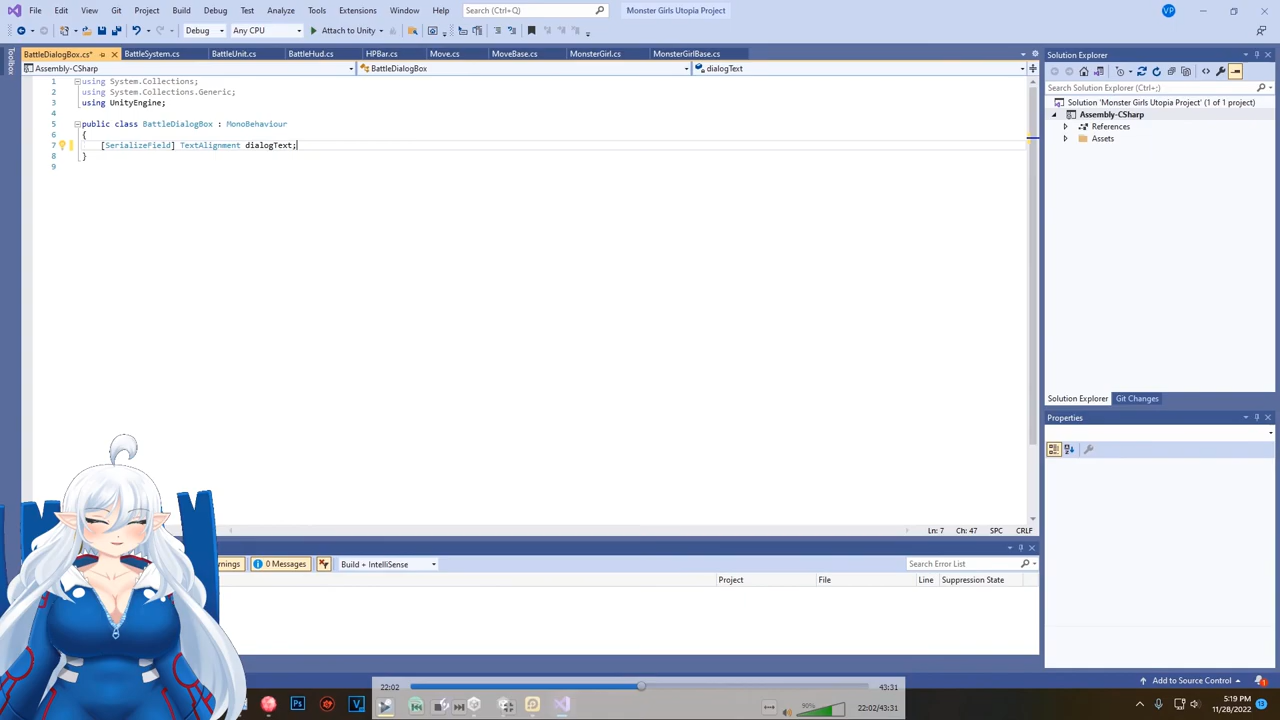 File Edit View Git Project Build Debug Test Analyze Tools Extensions Window Help Search (Ctrl+Q) Monster Girls Utopia Project VP
Debug Any CPU Attach to Unity
BattleDialogBox.cs* BattleSystem.cs BattleUnit.cs BattleHud.cs HPBar.cs Move.cs MoveBase.cs MonsterGirl.cs MonsterGirlBase.cs
Toolbox
Assembly-CSharp BattleDialogBox dialogText
1 using System.Collections;
2 using System.Collections.Generic;
3 using UnityEngine;
4
5 public class BattleDialogBox : MonoBehaviour
6 {
7 [SerializeField] TextAlignment dialogText;
8 }
9
Ln: 7 Ch: 47 SPC CRLF
Solution Explorer
Search Solution Explorer (Ctrl+;)
Solution 'Monster Girls Utopia Project' (1 of 1 project)
Assembly-CSharp
References
Assets
Solution Explorer Git Changes
Properties
0 Messages Build + IntelliSense Search Error List
Project File Line Suppression State
Add to Source Control 1
22:02 43:31
90% 22:02/43:31
Ps V
5:19 PM
11/28/2022 13